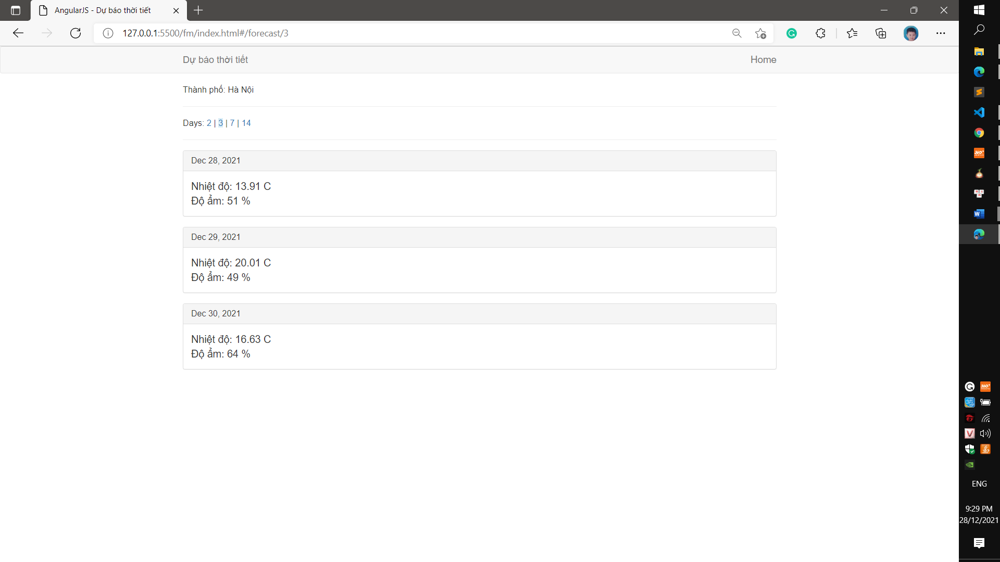 AngularJS - Dự báo thời tiết
127.0.0.1:5500/fm/index.html#/forecast/3
Dự báo thời tiết
Home
Thành phố: Hà Nội
Days: 2 | 3 | 7 | 14
Dec 28, 2021
Nhiệt độ: 13.91 C
Độ ẩm: 51 %
Dec 29, 2021
Nhiệt độ: 20.01 C
Độ ẩm: 49 %
Dec 30, 2021
Nhiệt độ: 16.63 C
Độ ẩm: 64 %
ENG
9:29 PM
28/12/2021